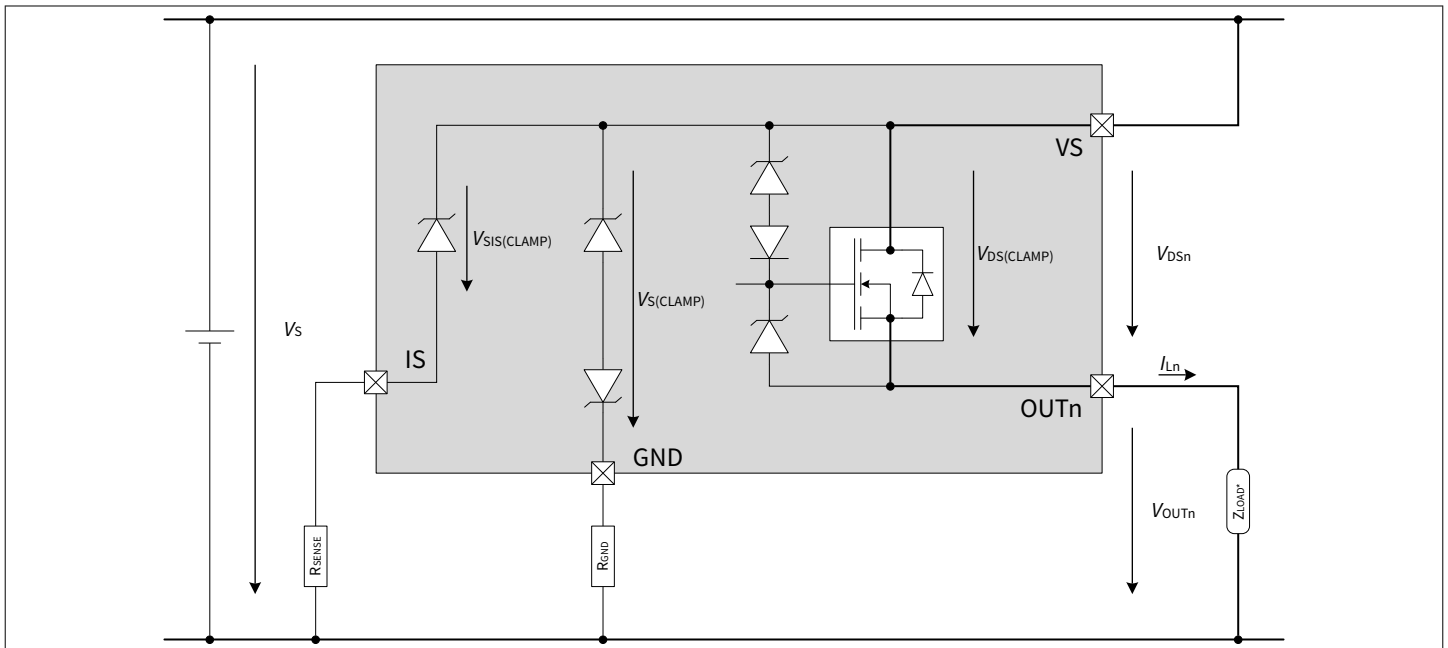 VS
VSIS(CLAMP)
VS(CLAMP)
VDS(CLAMP)
VDSn
VS
IS
ILn
OUTn
GND
VOUTn
ZLOAD*
RSENSE
RGND